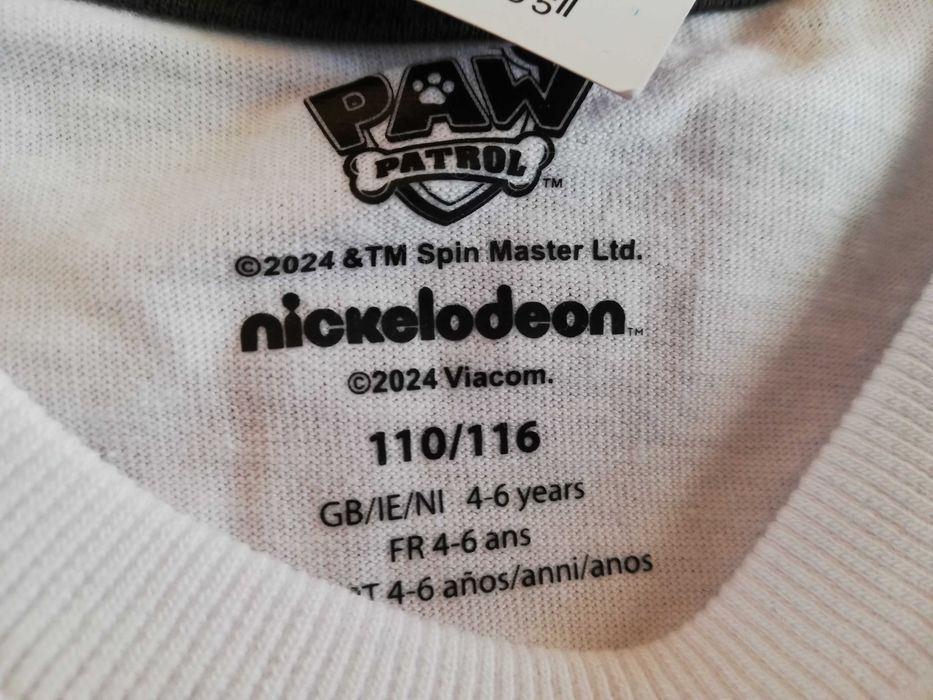 PAW
PATROL
TM
©2024 &TM Spin Master Ltd.
nickelodeon TM
©2024 Viacom.
110/116
GB/IE/NI 4-6 years
FR 4-6 ans
4-6 años/anni/anos